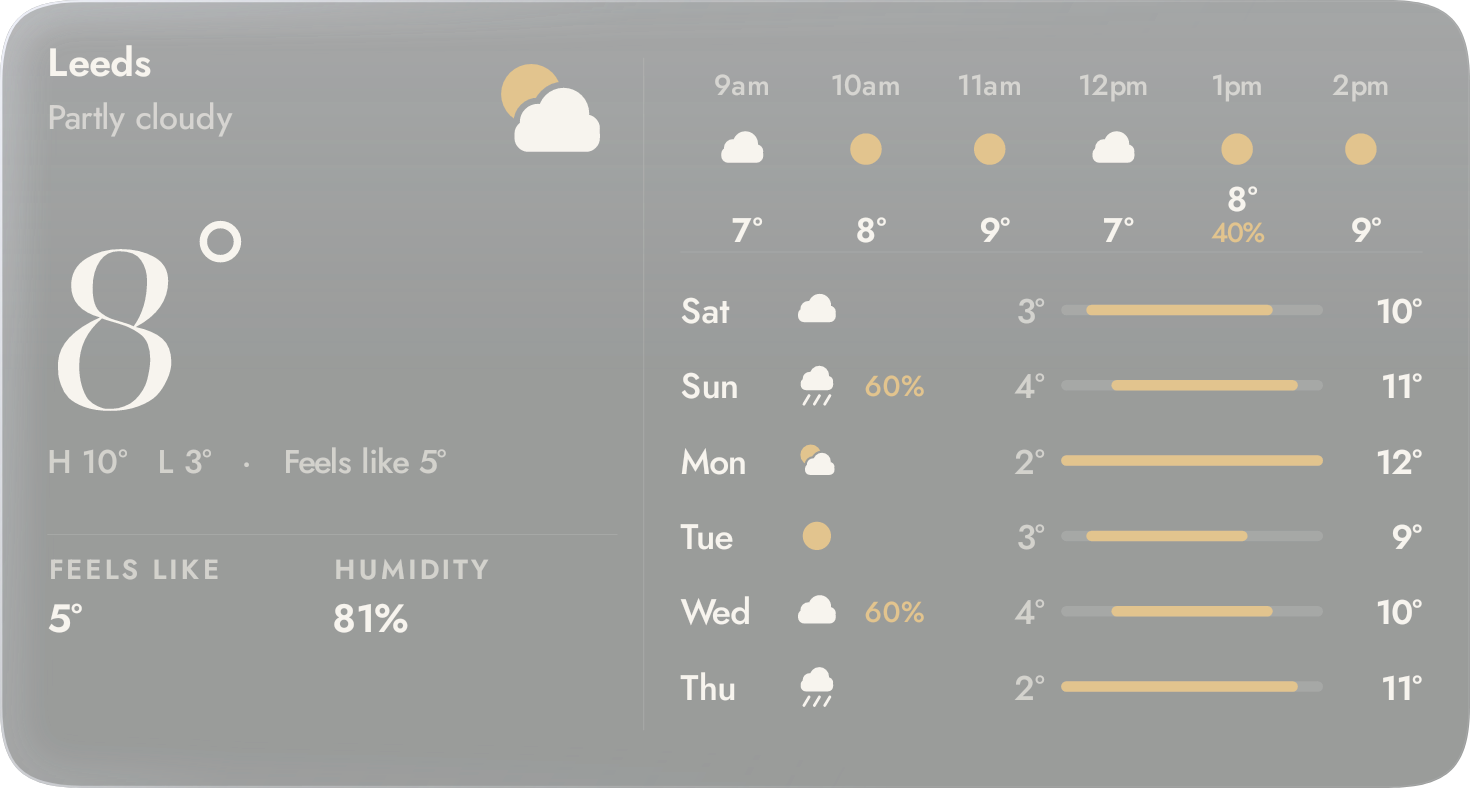 Leeds
Partly cloudy
8°
H 10° L 3° · Feels like 5°
FEELS LIKE HUMIDITY
5° 81%
9am 10am 11am 12pm 1pm 2pm
7° 8° 9° 7° 8° 9°
40%
Sat 3° 10°
Sun 60% 4° 11°
Mon 2° 12°
Tue 3° 9°
Wed 60% 4° 10°
Thu 2° 11°